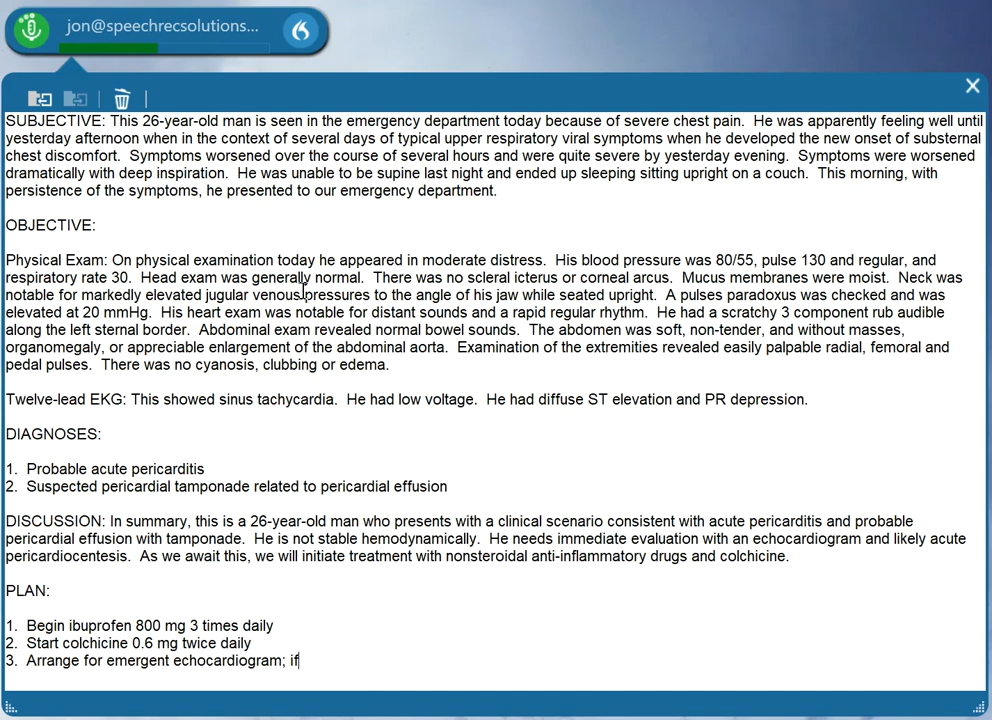 jon@speechrecsolutions...
SUBJECTIVE: This 26-year-old man is seen in the emergency department today because of severe chest pain.  He was apparently feeling well until
yesterday afternoon when in the context of several days of typical upper respiratory viral symptoms when he developed the new onset of substernal
chest discomfort.  Symptoms worsened over the course of several hours and were quite severe by yesterday evening.  Symptoms were worsened
dramatically with deep inspiration.  He was unable to be supine last night and ended up sleeping sitting upright on a couch.  This morning, with
persistence of the symptoms, he presented to our emergency department.
OBJECTIVE:
Physical Exam: On physical examination today he appeared in moderate distress.  His blood pressure was 80/55, pulse 130 and regular, and
respiratory rate 30.  Head exam was generally normal.  There was no scleral icterus or corneal arcus.  Mucus membranes were moist.  Neck was
notable for markedly elevated jugular venous pressures to the angle of his jaw while seated upright.  A pulses paradoxus was checked and was
elevated at 20 mmHg.  His heart exam was notable for distant sounds and a rapid regular rhythm.  He had a scratchy 3 component rub audible
along the left sternal border.  Abdominal exam revealed normal bowel sounds.  The abdomen was soft, non-tender, and without masses,
organomegaly, or appreciable enlargement of the abdominal aorta.  Examination of the extremities revealed easily palpable radial, femoral and
pedal pulses.  There was no cyanosis, clubbing or edema.
Twelve-lead EKG: This showed sinus tachycardia.  He had low voltage.  He had diffuse ST elevation and PR depression.
DIAGNOSES:
1.  Probable acute pericarditis
2.  Suspected pericardial tamponade related to pericardial effusion
DISCUSSION: In summary, this is a 26-year-old man who presents with a clinical scenario consistent with acute pericarditis and probable
pericardial effusion with tamponade.  He is not stable hemodynamically.  He needs immediate evaluation with an echocardiogram and likely acute
pericardiocentesis.  As we await this, we will initiate treatment with nonsteroidal anti-inflammatory drugs and colchicine.
PLAN:
1.  Begin ibuprofen 800 mg 3 times daily
2.  Start colchicine 0.6 mg twice daily
3.  Arrange for emergent echocardiogram; if